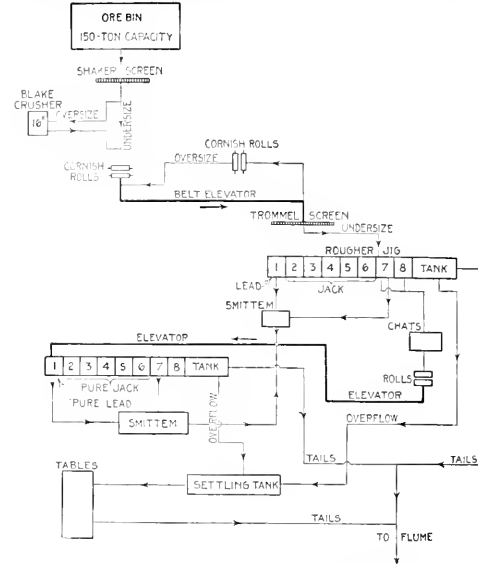 ORE BIN
150-TON CAPACITY
SHAKER SCREEN
BLAKE
CRUSHER
OVERSIZE
16"
UNDERSIZE
CORNISH ROLLS
OVERSIZE
CORNISH
ROLLS
BELT ELEVATOR
TROMMEL SCREEN
UNDERSIZE
ROUGHER JIG
1 2 3 4 5 6 7 8 TANK
LEAD
JACK
SMITTEM
CHATS
ELEVATOR
1 2 3 4 5 6 7 8 TANK
ROLLS
PURE JACK
ELEVATOR
PURE LEAD
OVERFLOW
SMITTEM
OVERFLOW
TABLES
TAILS
TAILS
SETTLING TANK
TAILS
TO FLUME